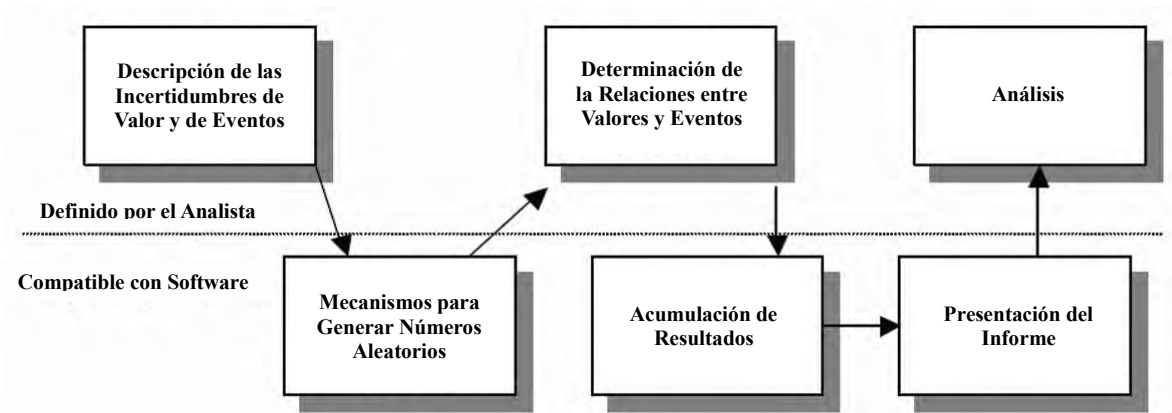 Descripción de las
Incertidumbres de
Valor y de Eventos
Determinación de
la Relaciones entre
Valores y Eventos
Análisis
Definido por el Analista
Compatible con Software
Mecanismos para
Generar Números
Aleatorios
Acumulación de
Resultados
Presentación del
Informe